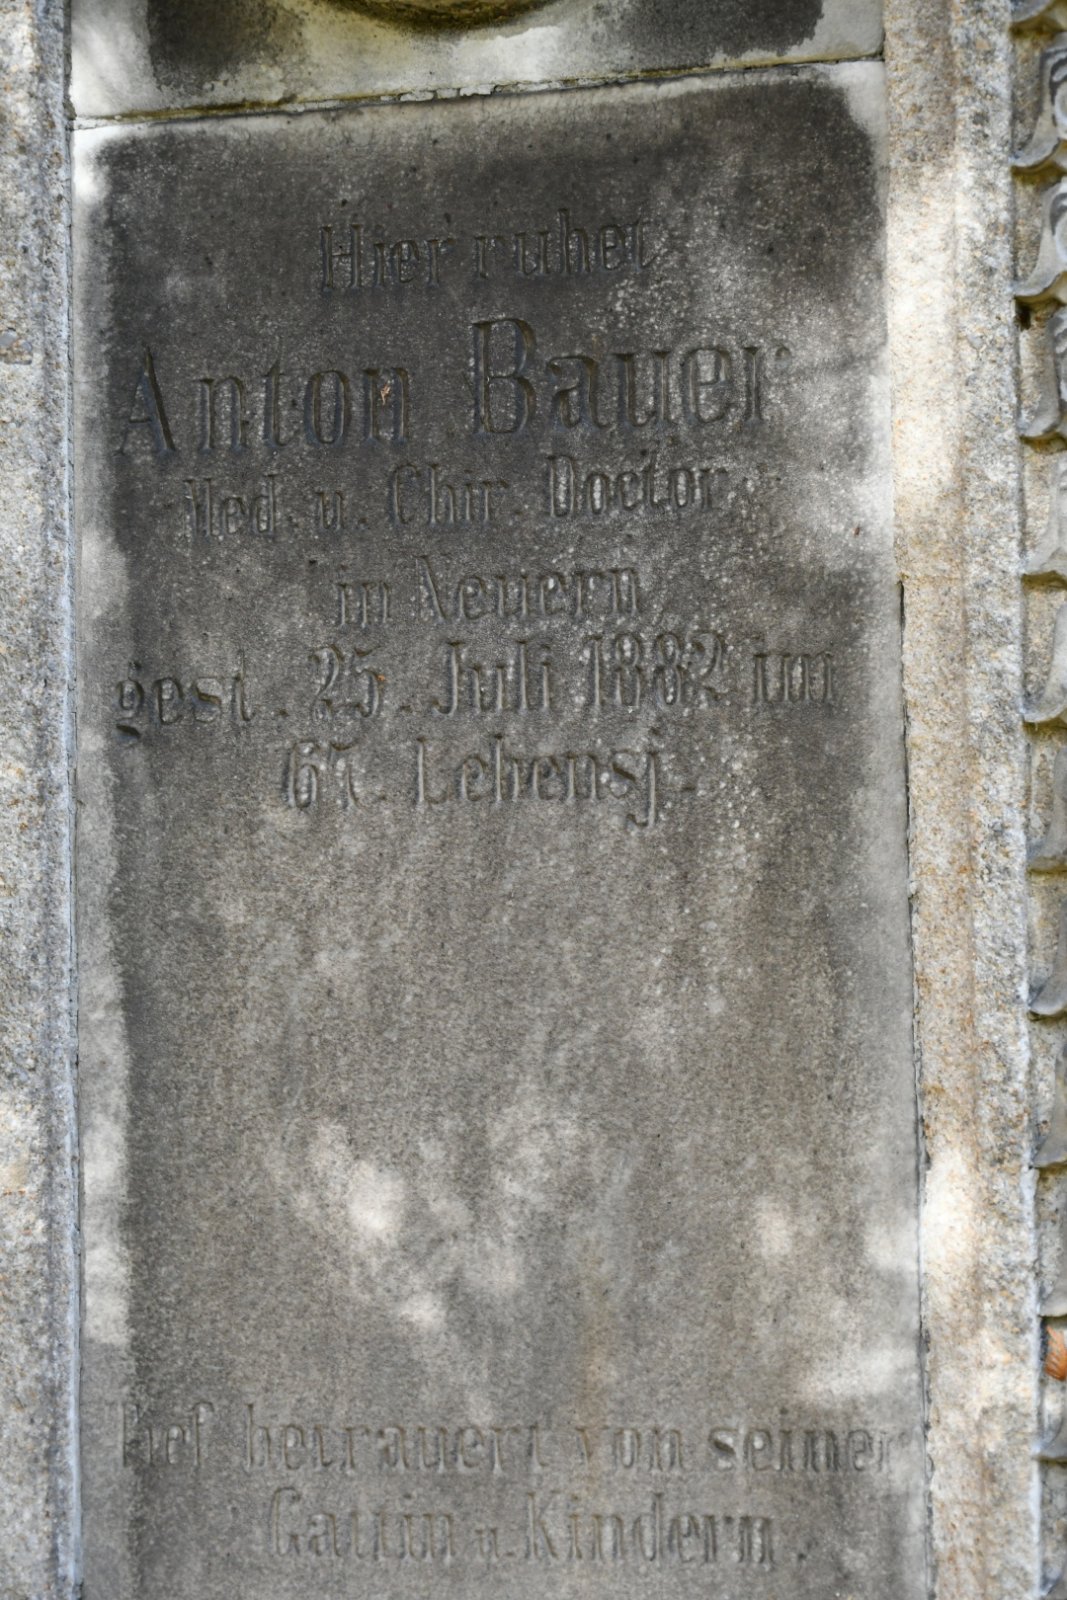 Hier ruhet
Anton Bauer
Med. u. Chir. Doctor
in Neuern
gest. 25. Juli 1882 im
67. Lebensj.
Tief betrauert von seiner
Gattin u. Kindern.